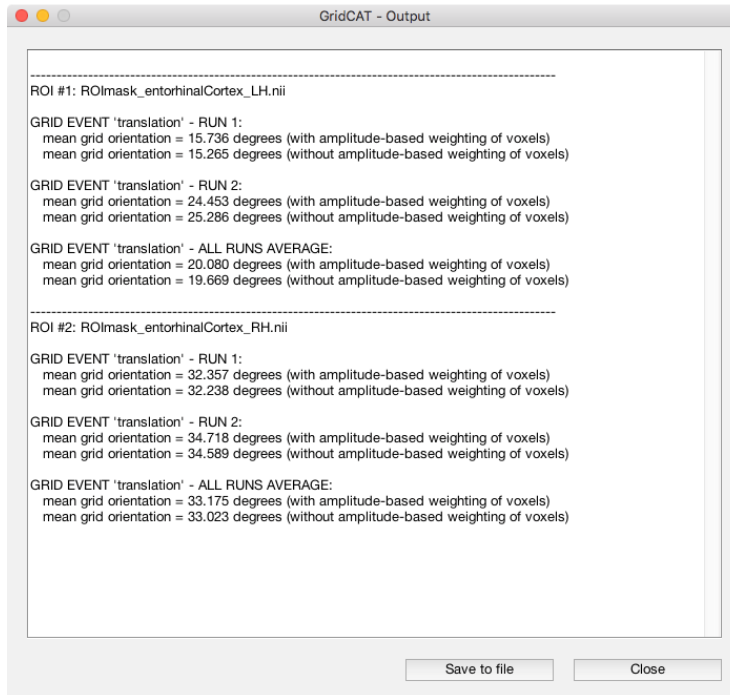 GridCAT - Output
----------------------------------------------------------------------------------------------------
ROI #1: ROImask_entorhinalCortex_LH.nii
GRID EVENT 'translation' - RUN 1:
mean grid orientation = 15.736 degrees (with amplitude-based weighting of voxels)
mean grid orientation = 15.265 degrees (without amplitude-based weighting of voxels)
GRID EVENT 'translation' - RUN 2:
mean grid orientation = 24.453 degrees (with amplitude-based weighting of voxels)
mean grid orientation = 25.286 degrees (without amplitude-based weighting of voxels)
GRID EVENT 'translation' - ALL RUNS AVERAGE:
mean grid orientation = 20.080 degrees (with amplitude-based weighting of voxels)
mean grid orientation = 19.669 degrees (without amplitude-based weighting of voxels)
----------------------------------------------------------------------------------------------------
ROI #2: ROImask_entorhinalCortex_RH.nii
GRID EVENT 'translation' - RUN 1:
mean grid orientation = 32.357 degrees (with amplitude-based weighting of voxels)
mean grid orientation = 32.238 degrees (without amplitude-based weighting of voxels)
GRID EVENT 'translation' - RUN 2:
mean grid orientation = 34.718 degrees (with amplitude-based weighting of voxels)
mean grid orientation = 34.589 degrees (without amplitude-based weighting of voxels)
GRID EVENT 'translation' - ALL RUNS AVERAGE:
mean grid orientation = 33.175 degrees (with amplitude-based weighting of voxels)
mean grid orientation = 33.023 degrees (without amplitude-based weighting of voxels)
Save to file
Close